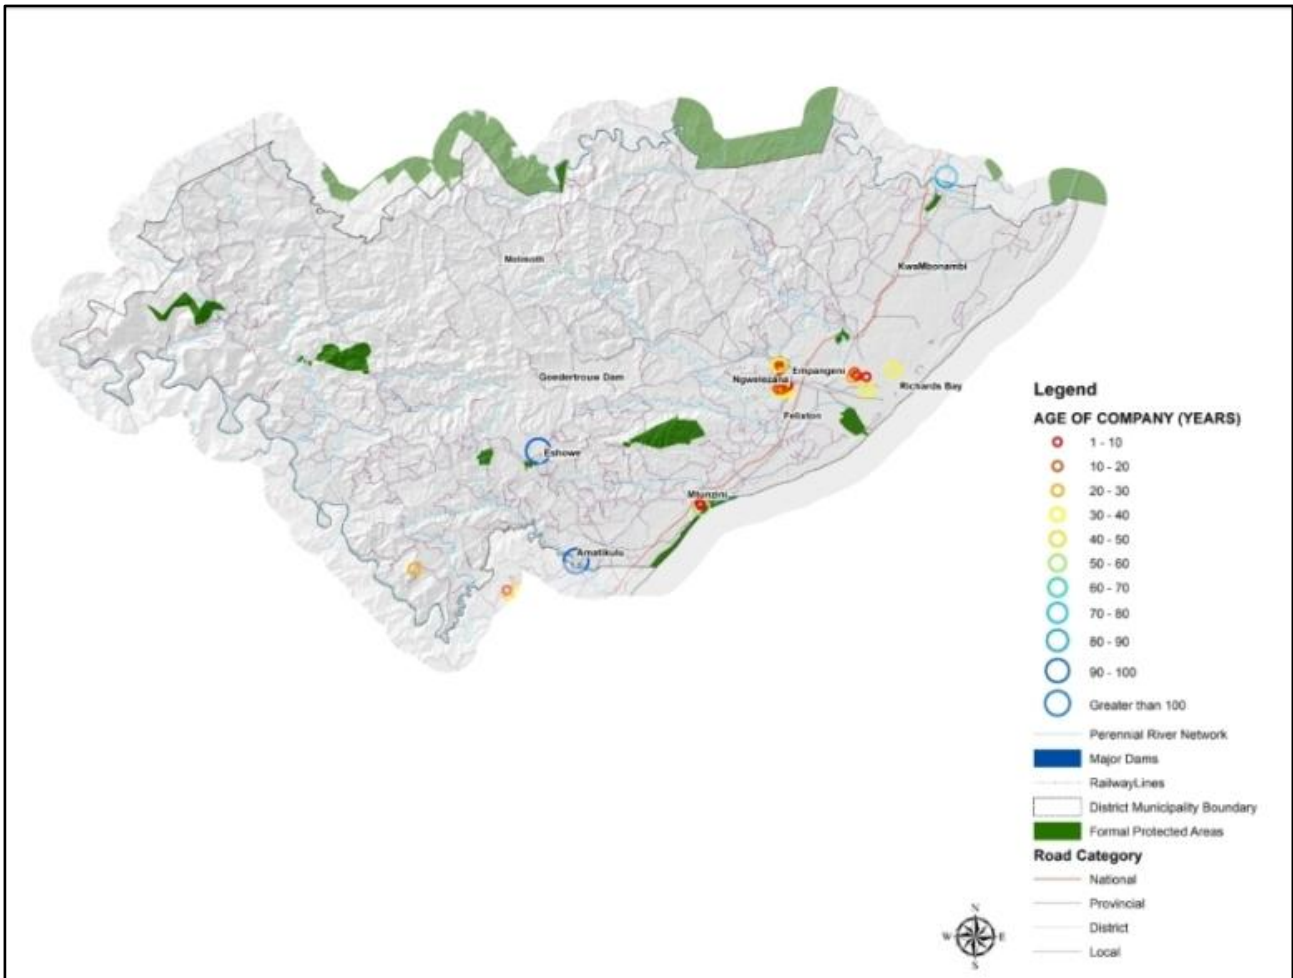 Melmoth
KwaMbonambi
Goedertrouw Dam
Empangeni
Ngwelezana
Richards Bay
Felixton
Eshowe
Mtunzini
Amatikulu
Legend
AGE OF COMPANY (YEARS)
1 - 10
10 - 20
20 - 30
30 - 40
40 - 50
50 - 60
60 - 70
70 - 80
80 - 90
90 - 100
Greater than 100
Perennial River Network
Major Dams
RailwayLines
District Municipality Boundary
Formal Protected Areas
Road Category
National
Provincial
District
Local
N
W E
S